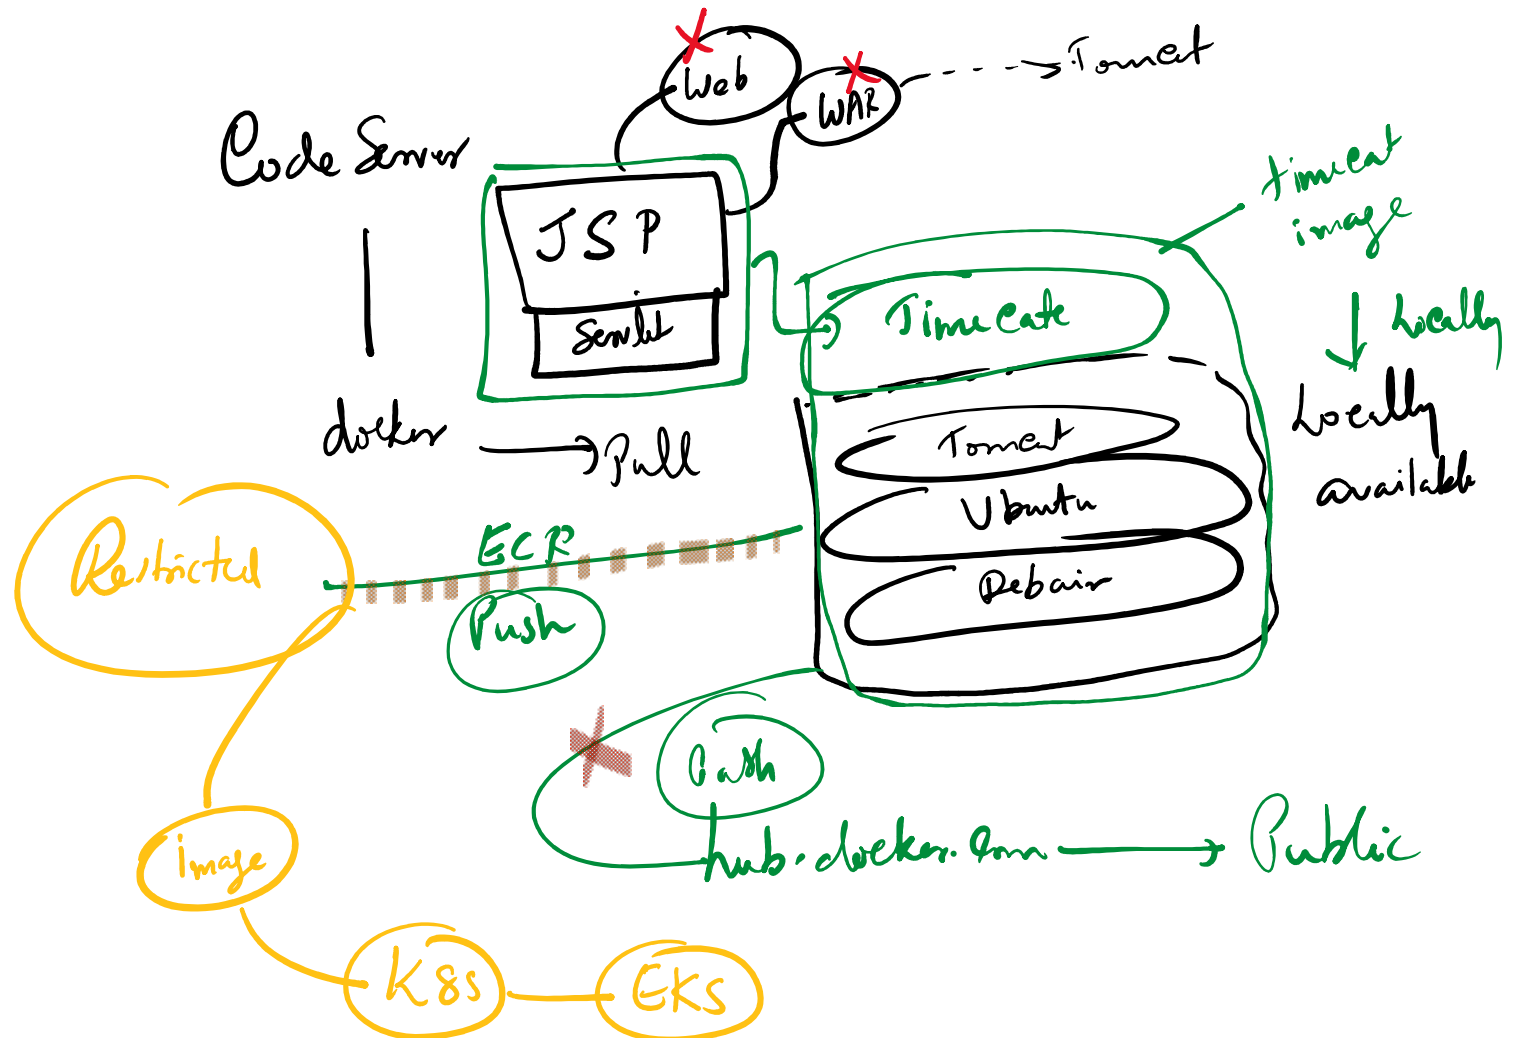 Web
WAR
Tomcat
Code Server
JSP
Servlet
timecat
image
Timecate
Locally
Locally
available
docker
Pull
Tomcat
Ubuntu
Debain
Restricted
ECR
Push
Push
hub.docker.com
Public
image
K8s
EKS